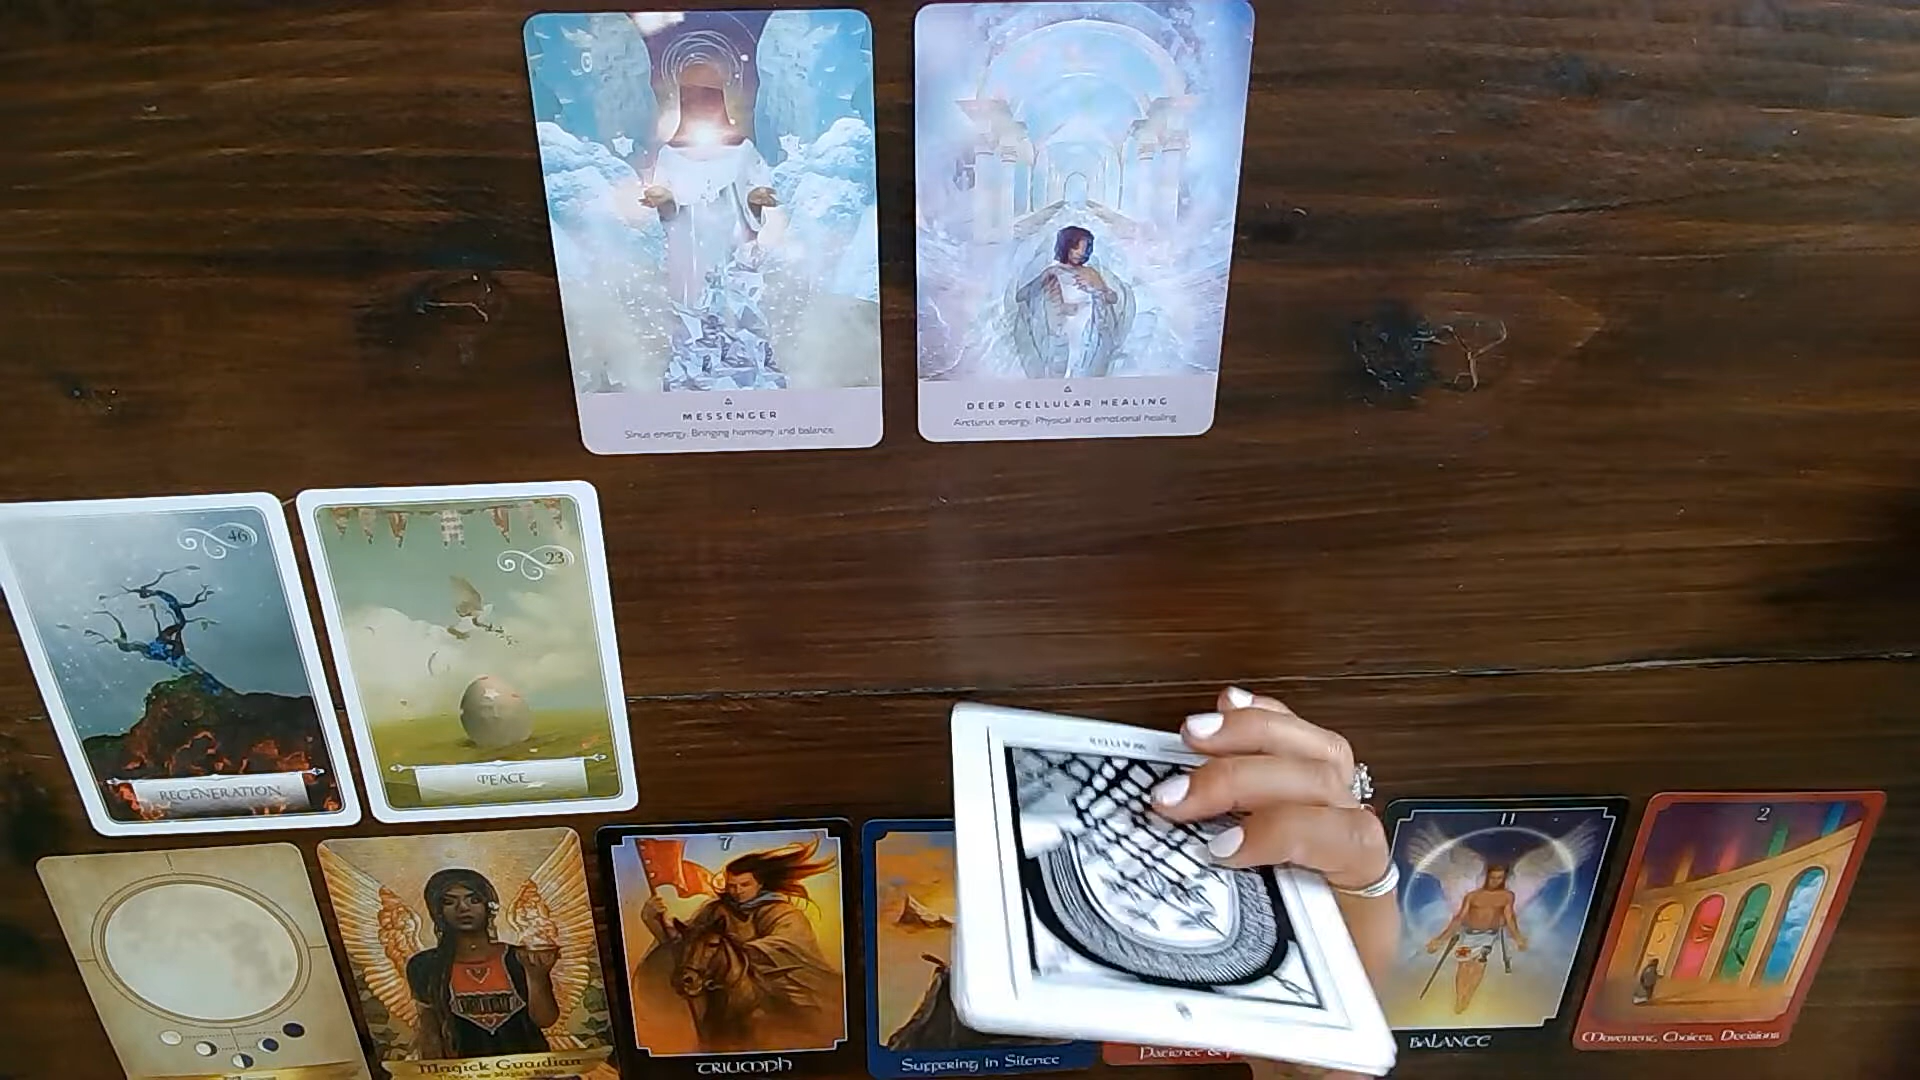 MESSENGER
Sirius energy. Bringing harmony and balance.
DEEP CELLULAR HEALING
Arcturus energy. Physical and emotional healing
46
REGENERATION
23
PEACE
Magick Guardian
7
TRIUMPH
Suffering in Silence
Patience &
11
BALANCE
2
Movement, Choices, Decisions